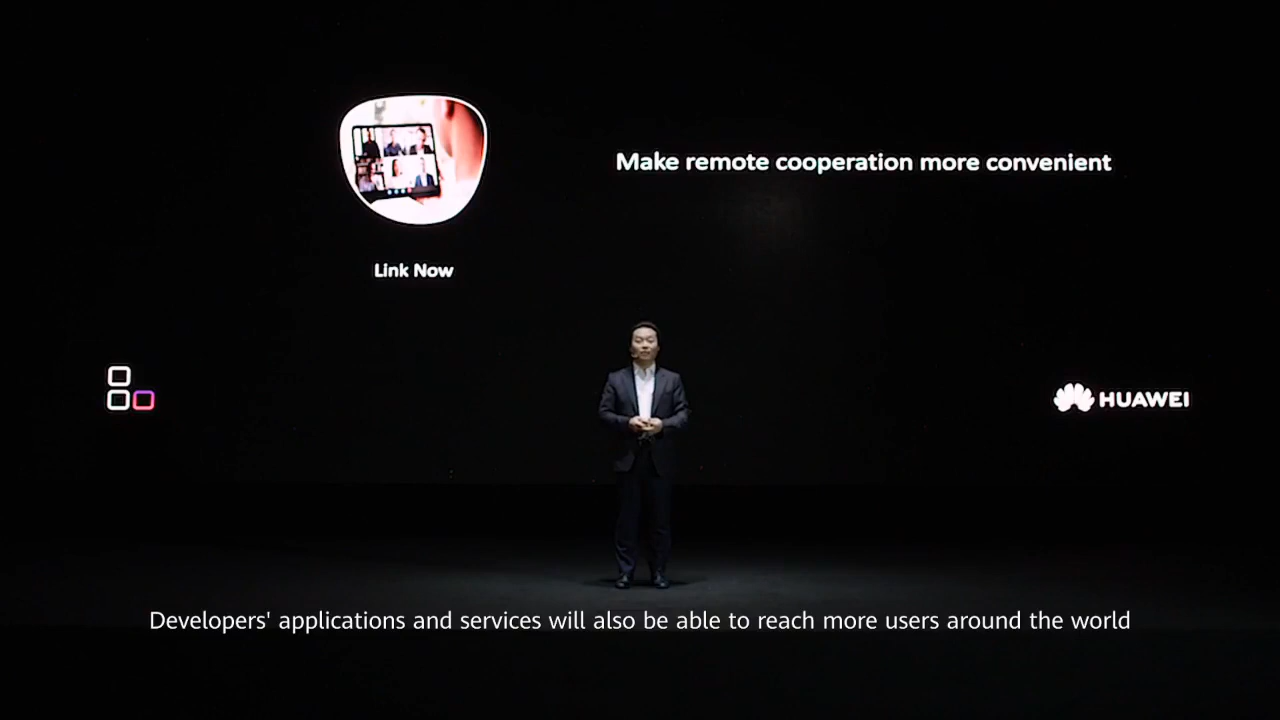 Make remote cooperation more convenient
Link Now
HUAWEI
Developers' applications and services will also be able to reach more users around the world